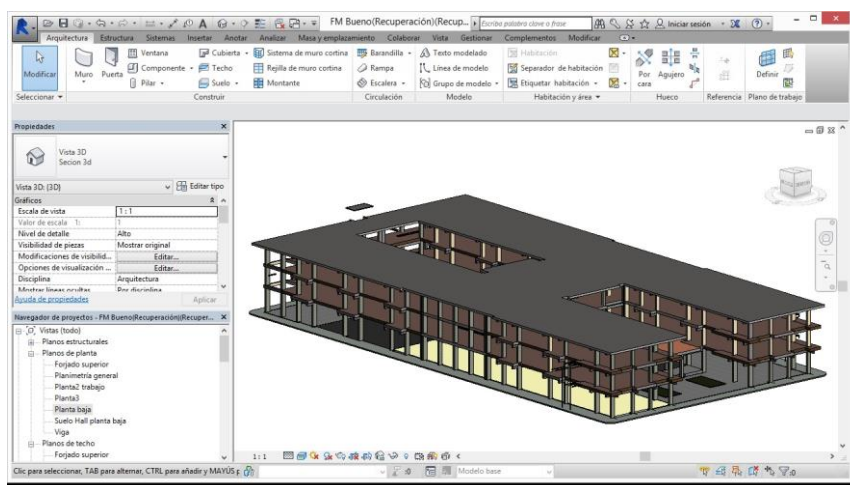 FM Bueno(Recuperación)(Recup...
Escriba palabra clave o frase
Iniciar sesión
Arquitectura Estructura Sistemas Insertar Anotar Analizar Masa y emplazamiento Colaborar Vista Gestionar Complementos Modificar
Modificar
Muro
Puerta
Ventana
Componente
Pilar
Cubierta
Techo
Suelo
Sistema de muro cortina
Rejilla de muro cortina
Montante
Barandilla
Rampa
Escalera
Texto modelado
Línea de modelo
Grupo de modelo
Habitación
Separador de habitación
Etiquetar habitación
Por cara
Agujero
Definir
Seleccionar
Construir
Circulación
Modelo
Habitación y área
Hueco
Referencia
Plano de trabajo
Propiedades
Vista 3D
Secion 3d
Vista 3D: {3D}
Editar tipo
Gráficos
Escala de vista 1 : 1
Valor de escala 1: 1
Nivel de detalle Alto
Visibilidad de piezas Mostrar original
Modificaciones de visibilid... Editar...
Opciones de visualización ... Editar...
Disciplina Arquitectura
Mostrar líneas ocultas Por disciplina
Ayuda de propiedades
Aplicar
Navegador de proyectos - FM Bueno(Recuperación)(Recuper...
Vistas (todo)
Planos estructurales
Planos de planta
Forjado superior
Planimetría general
Planta2 trabajo
Planta3
Planta baja
Suelo Hall planta baja
Viga
Planos de techo
Forjado superior
1 : 1
Clic para seleccionar, TAB para alternar, CTRL para añadir y MAYÚS p
:0
Modelo base
:0